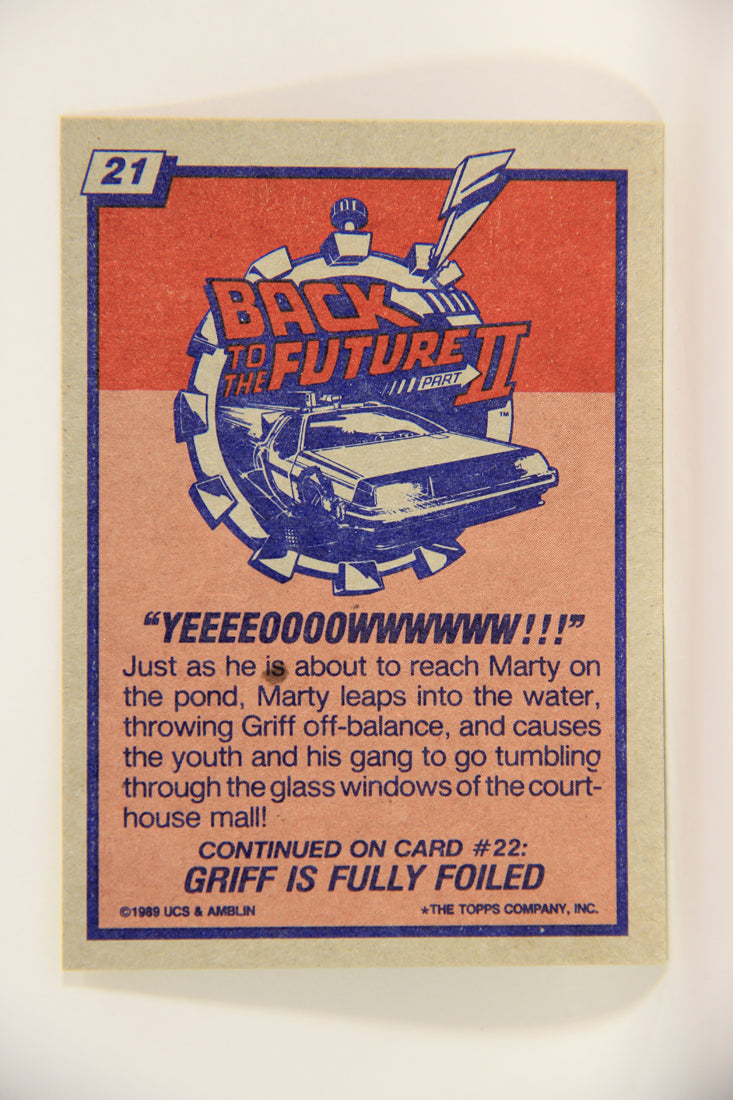 21
BACK
TO
THE FUTURE II
PART
TM
“YEEEEOOOOWWWWWW!!!”
Just as he is about to reach Marty on
the pond, Marty leaps into the water,
throwing Griff off-balance, and causes
the youth and his gang to go tumbling
through the glass windows of the court-
house mall!
CONTINUED ON CARD #22:
GRIFF IS FULLY FOILED
©1989 UCS & AMBLIN
*THE TOPPS COMPANY, INC.